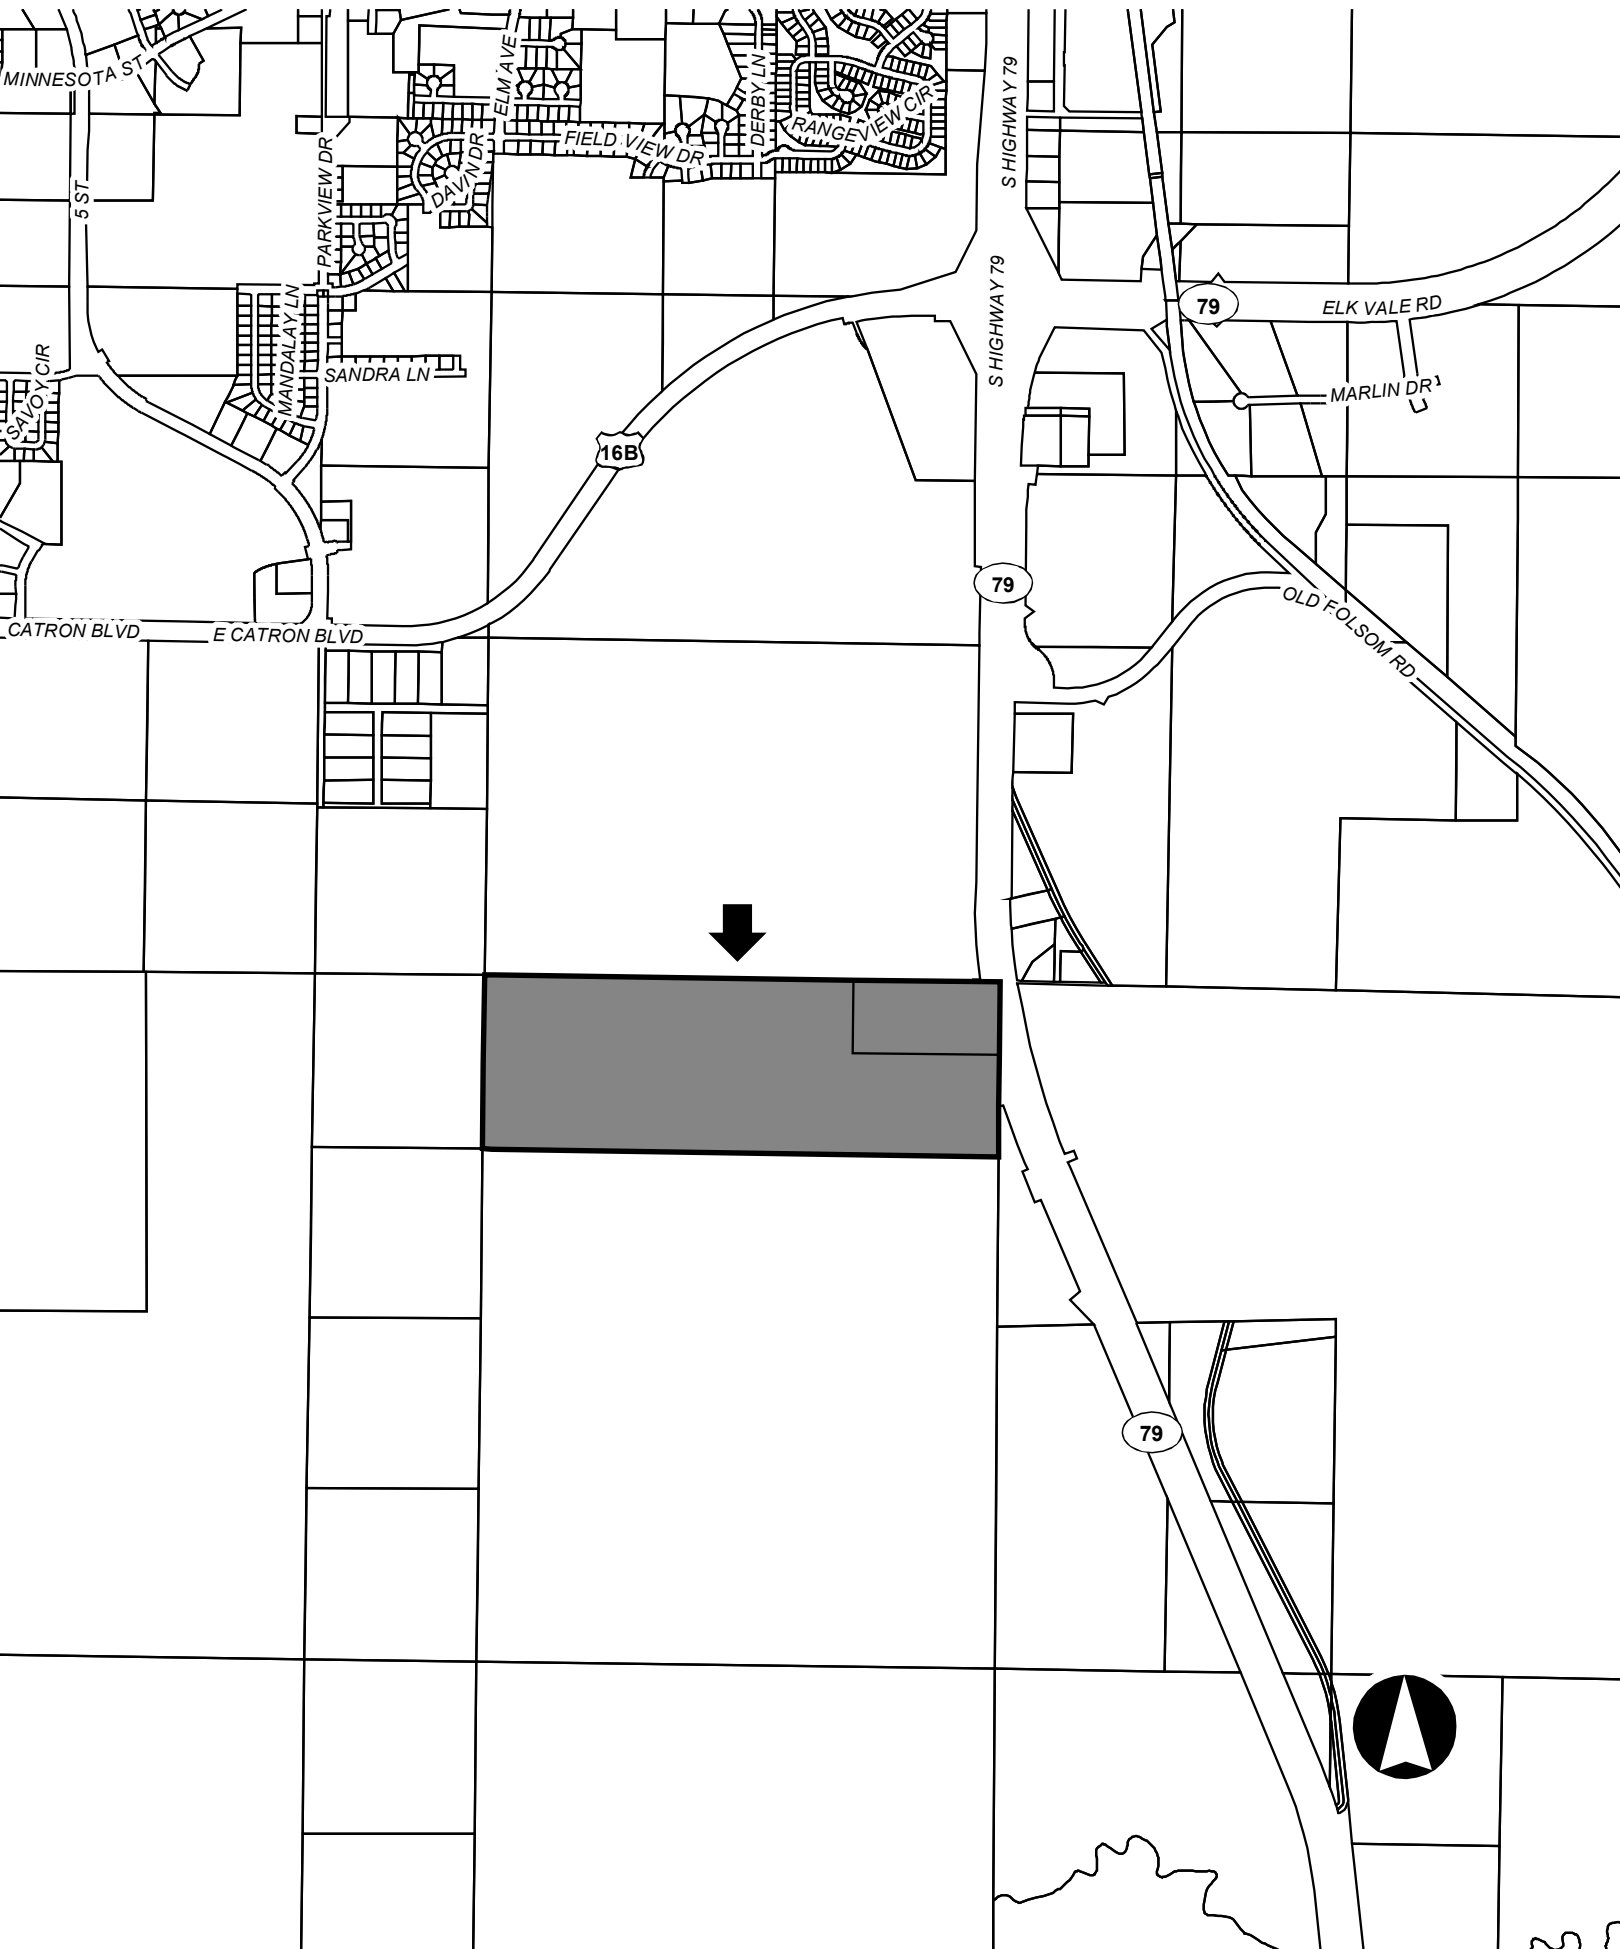 MINNESOTA ST
5 ST
PARKVIEW DR
ELM AVE
DERBY LN
RANGEVIEW CIR
FIELD VIEW DR
DAVIN DR
S HIGHWAY 79
S HIGHWAY 79
79
ELK VALE RD
MARLIN DR
MANDALAY LN
SANDRA LN
SAVOY CIR
16B
79
OLD FOLSOM RD
CATRON BLVD
E CATRON BLVD
79